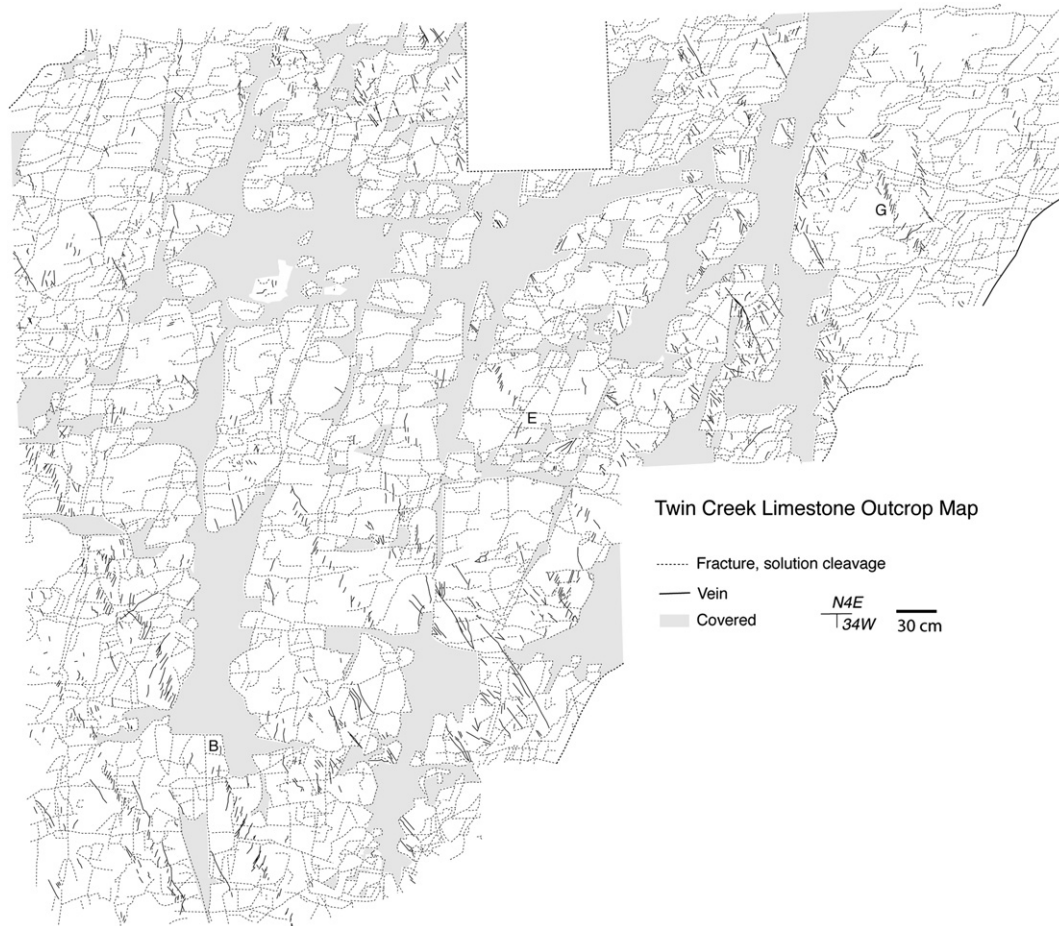 G
E
Twin Creek Limestone Outcrop Map
Fracture, solution cleavage
Vein
Covered
N4E
34W
30 cm
B